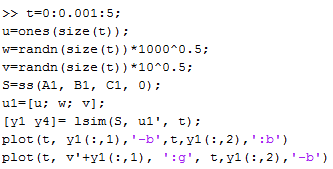 >> t=0:0.001:5;
u=ones(size(t));
w=randn(size(t))*1000^0.5;
v=randn(size(t))*10^0.5;
S=ss(A1, B1, C1, 0);
u1=[u; w; v];
[y1 y4]= lsim(S, u1', t);
plot(t, y1(:,1),'-b',t,y1(:,2),':b')
plot(t, v'+y1(:,1), ':g', t,y1(:,2),'-b')